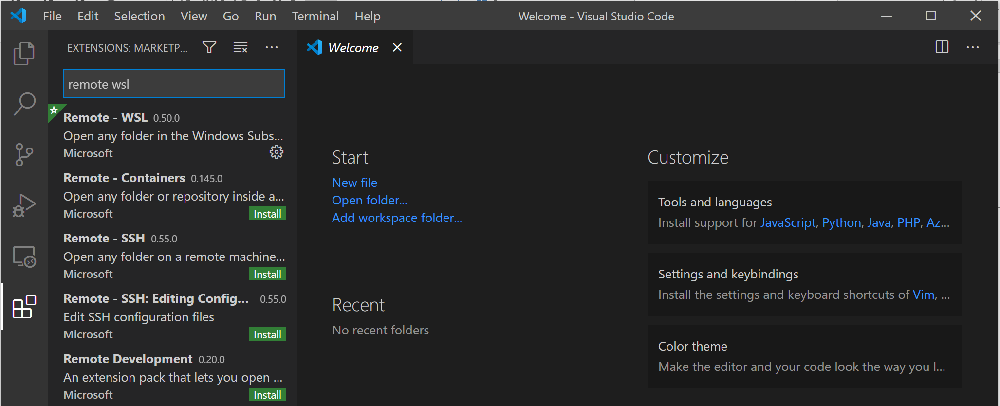 File Edit Selection View Go Run Terminal Help
Welcome - Visual Studio Code
EXTENSIONS: MARKETP...
remote wsl
Remote - WSL 0.50.0
Open any folder in the Windows Subs...
Microsoft
Remote - Containers 0.145.0
Open any folder or repository inside a...
Microsoft Install
Remote - SSH 0.55.0
Open any folder on a remote machine...
Microsoft Install
Remote - SSH: Editing Config... 0.55.0
Edit SSH configuration files
Microsoft Install
Remote Development 0.20.0
An extension pack that lets you open ...
Microsoft Install
Welcome
Start
New file
Open folder...
Add workspace folder...
Recent
No recent folders
Customize
Tools and languages
Install support for JavaScript, Python, Java, PHP, Az...
Settings and keybindings
Install the settings and keyboard shortcuts of Vim, ...
Color theme
Make the editor and your code look the way you l...